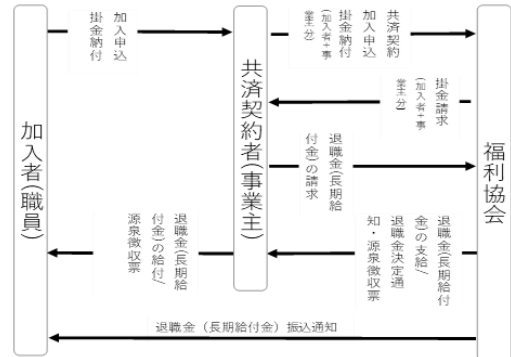 加入申込
掛金納付
共済契約
加入申込
掛金納付
(加入者+事
業主分)
掛金請求
(加入者+事
業主分)
加入者(職員)
共済契約者(事業主)
福利協会
退職金(長期給
付金)の請求
退職金(長期給
付金)の給付/
源泉徴収票
退職金(長期給付
金)の支給/
退職金決定通
知・源泉徴収票
退職金（長期給付金）振込通知